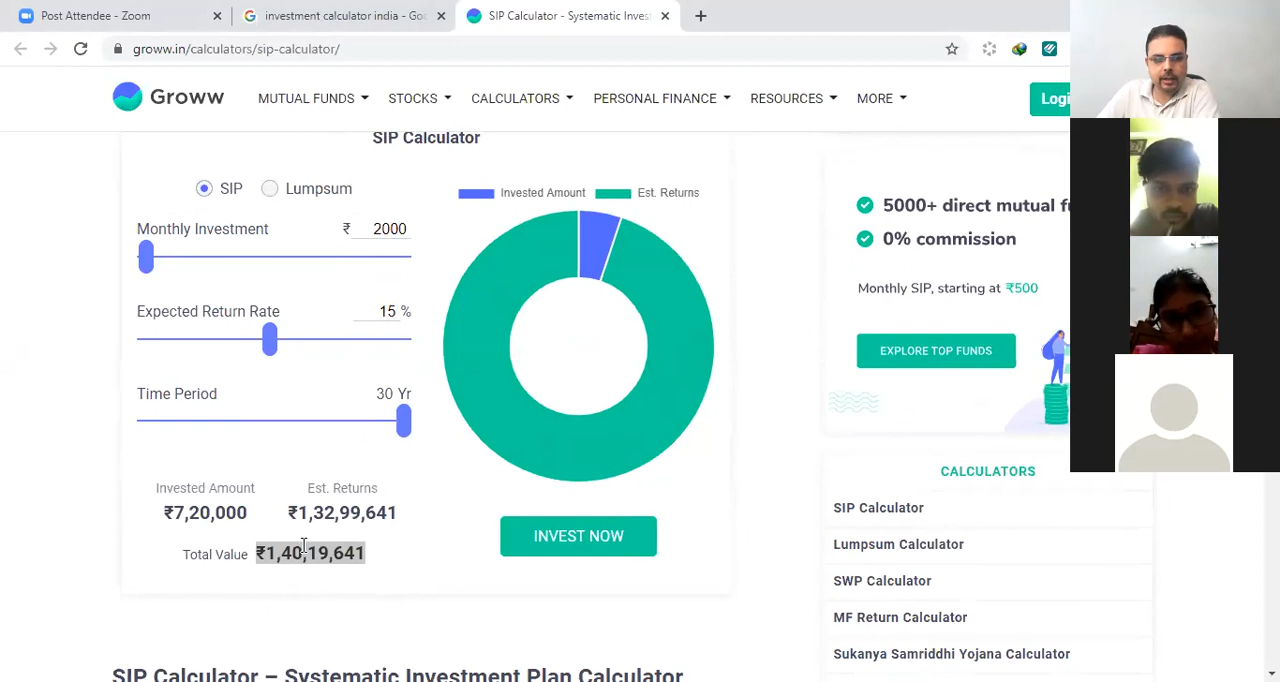 Post Attendee - Zoom
investment calculator india - Goo
SIP Calculator - Systematic Inves
groww.in/calculators/sip-calculator/
Groww
MUTUAL FUNDS
STOCKS
CALCULATORS
PERSONAL FINANCE
RESOURCES
MORE
Logi
SIP Calculator
SIP
Lumpsum
Monthly Investment ₹ 2000
Expected Return Rate 15 %
Time Period 30 Yr
Invested Amount
Est. Returns
₹7,20,000
₹1,32,99,641
Total Value ₹1,40,19,641
Invested Amount
Est. Returns
INVEST NOW
5000+ direct mutual fu
0% commission
Monthly SIP, starting at ₹500
EXPLORE TOP FUNDS
CALCULATORS
SIP Calculator
Lumpsum Calculator
SWP Calculator
MF Return Calculator
Sukanya Samriddhi Yojana Calculator
SIP Calculator – Systematic Investment Plan Calculator